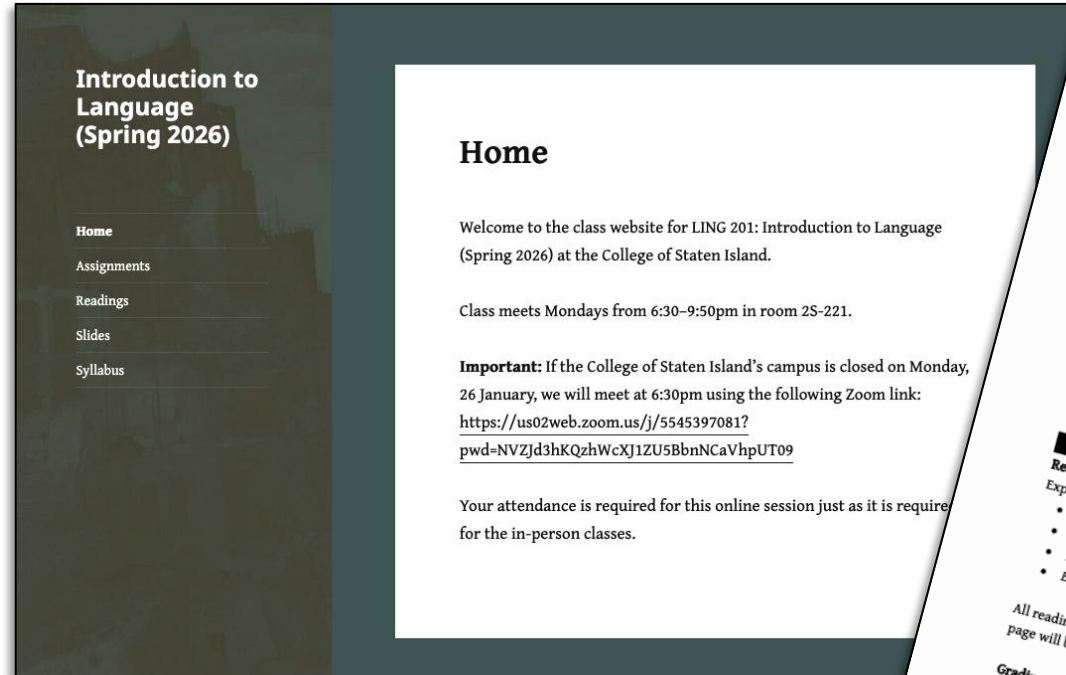 Introduction to
Language
(Spring 2026)
Home
Assignments
Readings
Slides
Syllabus
Home
Welcome to the class website for LING 201: Introduction to Language
(Spring 2026) at the College of Staten Island.
Class meets Mondays from 6:30–9:50pm in room 2S-221.
Important: If the College of Staten Island’s campus is closed on Monday,
26 January, we will meet at 6:30pm using the following Zoom link:
https://us02web.zoom.us/j/5545397081?
pwd=NVZJd3hKQzhWcXJ1ZU5BbnNCaVhpUT09
Your attendance is required for this online session just as it is require
for the in-person classes.
All
page will